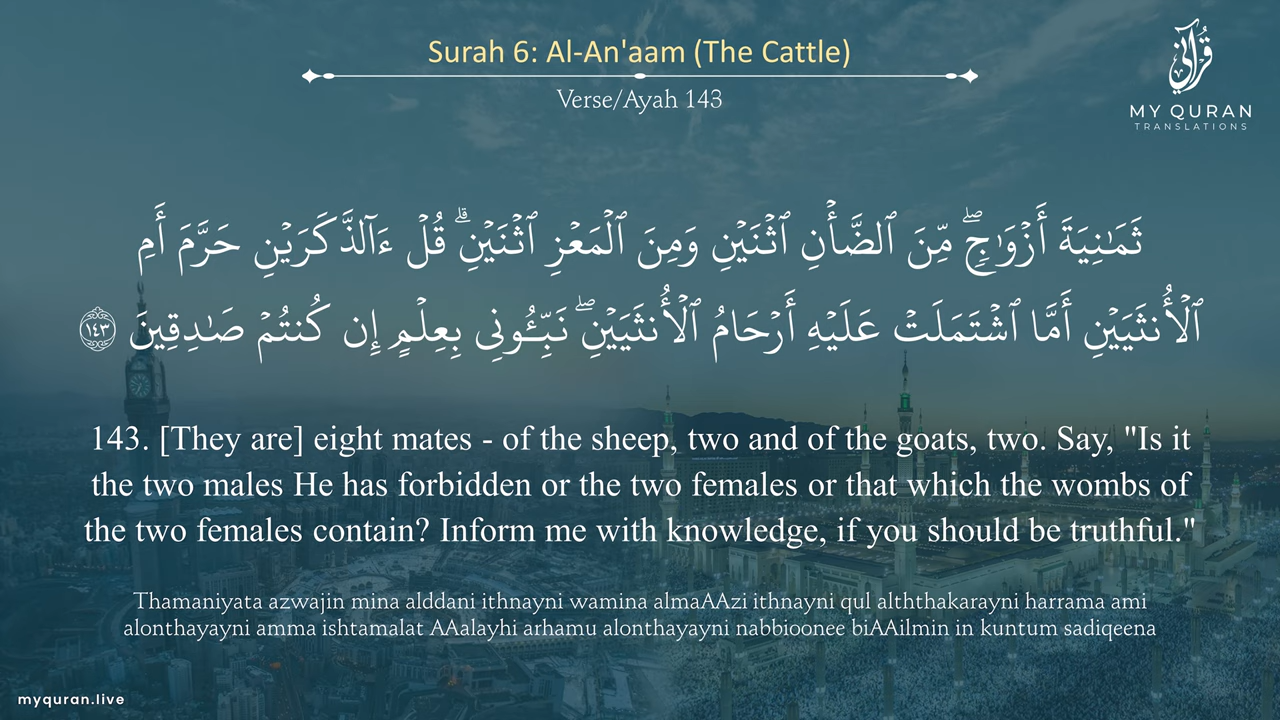 Surah 6: Al-An'aam (The Cattle)
Verse/Ayah 143
قُرْآنِي
MY QURAN
TRANSLATIONS
ثَمَـٰنِيَةَ أَزْوَٰجٍۢ ۖ مِّنَ ٱلضَّأْنِ ٱثْنَيْنِ وَمِنَ ٱلْمَعْزِ ٱثْنَيْنِ ۗ قُلْ ءَآلذَّكَرَيْنِ حَرَّمَ أَمِ
ٱلْأُنثَيَيْنِ أَمَّا ٱشْتَمَلَتْ عَلَيْهِ أَرْحَامُ ٱلْأُنثَيَيْنِ ۖ نَبِّـُٔونِى بِعِلْمٍ إِن كُنتُمْ صَـٰدِقِينَ ١٤٣
143. [They are] eight mates - of the sheep, two and of the goats, two. Say, "Is it
the two males He has forbidden or the two females or that which the wombs of
the two females contain? Inform me with knowledge, if you should be truthful."
Thamaniyata azwajin mina alddani ithnayni wamina almaAAzi ithnayni qul alththakarayni harrama ami
alonthayayni amma ishtamalat AAalayhi arhamu alonthayayni nabbioonee biAAilmin in kuntum sadiqeena
myquran.live